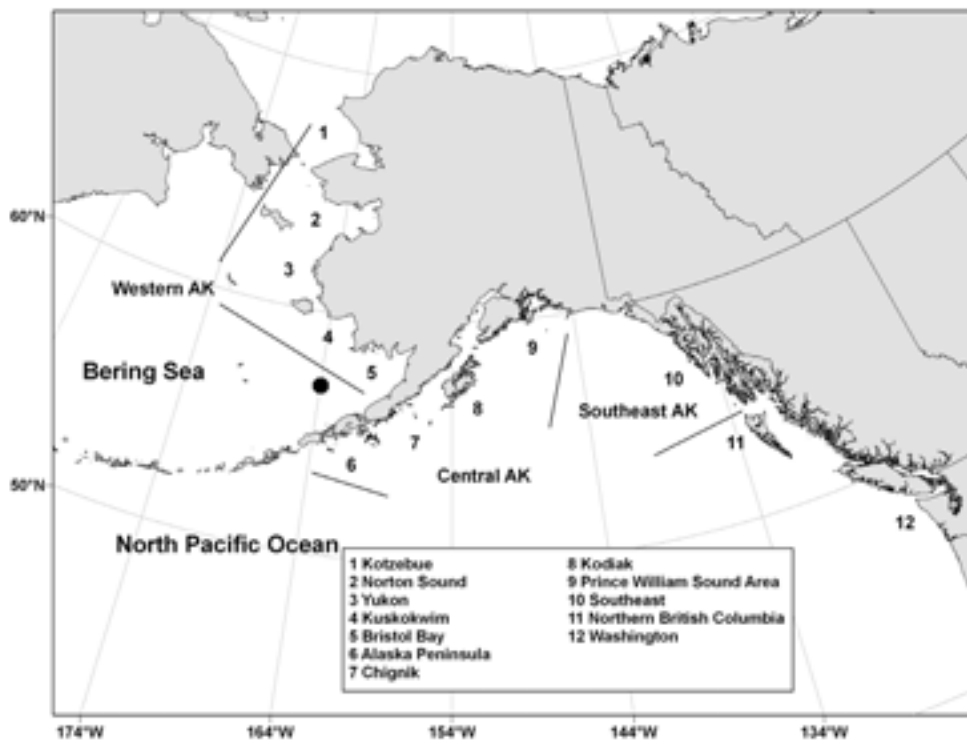 1
60°N
2
3
Western AK
4
9
Bering Sea
5
10
8
Southeast AK
7
11
6
Central AK
50°N
12
North Pacific Ocean
1 Kotzebue
2 Norton Sound
3 Yukon
4 Kuskokwim
5 Bristol Bay
6 Alaska Peninsula
7 Chignik
8 Kodiak
9 Prince William Sound Area
10 Southeast
11 Northern British Columbia
12 Washington
174°W
164°W
154°W
144°W
134°W